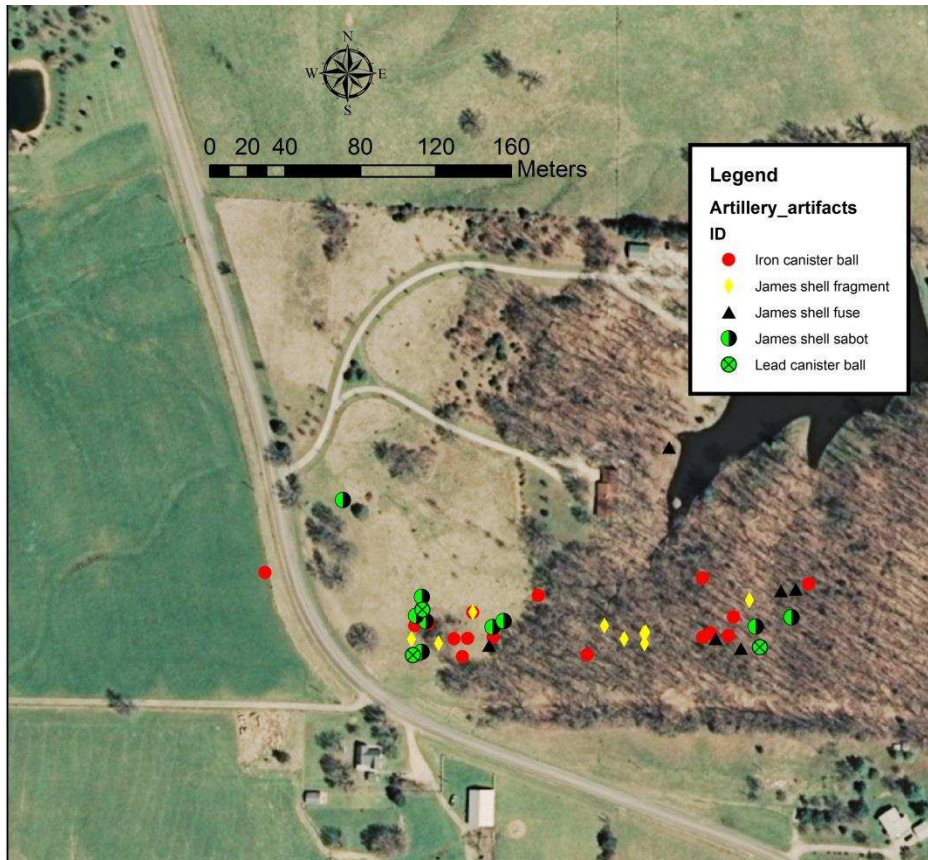 N
W E
S
0 20 40 80 120 160
Meters
Legend
Artillery_artifacts
ID
Iron canister ball
James shell fragment
James shell fuse
James shell sabot
Lead canister ball